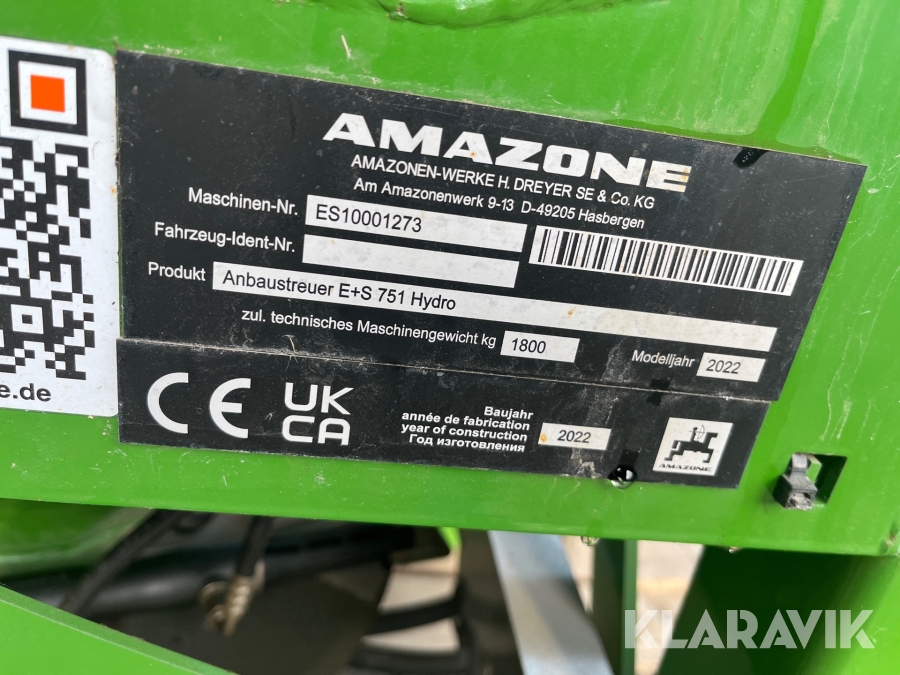 AMAZONE
AMAZONEN-WERKE H. DREYER SE & Co. KG
Am Amazonenwerk 9-13 D-49205 Hasbergen
Maschinen-Nr. ES10001273
Fahrzeug-Ident-Nr.
Produkt Anbaustreuer E+S 751 Hydro
zul. technisches Maschinengewicht kg 1800
Modelljahr 2022
e.de
CE UK CA
Baujahr
année de fabrication
year of construction 2022
Год изготовления
AMAZONE
KLARAVIK